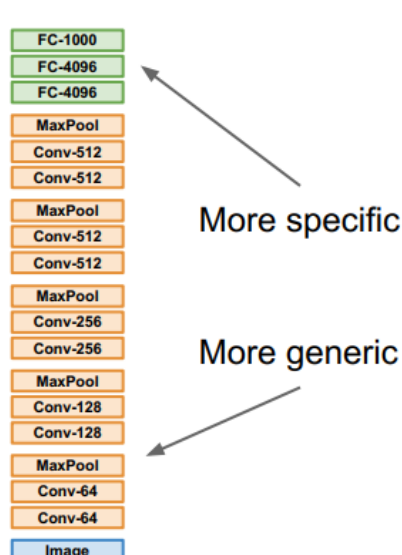 FC-1000
FC-4096
FC-4096
MaxPool
Conv-512
Conv-512
MaxPool
Conv-512
Conv-512
MaxPool
Conv-256
Conv-256
MaxPool
Conv-128
Conv-128
MaxPool
Conv-64
Conv-64
Image
More specific
More generic